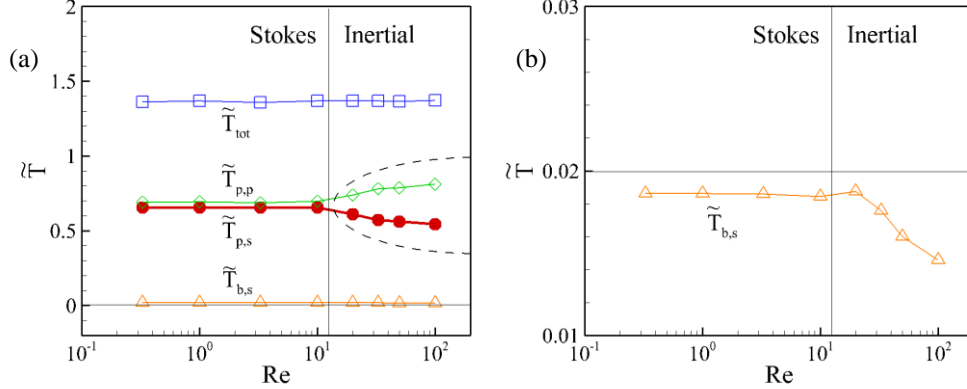 (a)
Stokes Inertial
2
1.5
1
0.5
0
T̃
T̃tot
T̃p,p
T̃p,s
T̃b,s
10-1 100 101 102
Re
(b)
Stokes Inertial
0.03
0.02
0.01
T̃
T̃b,s
10-1 100 101 102
Re